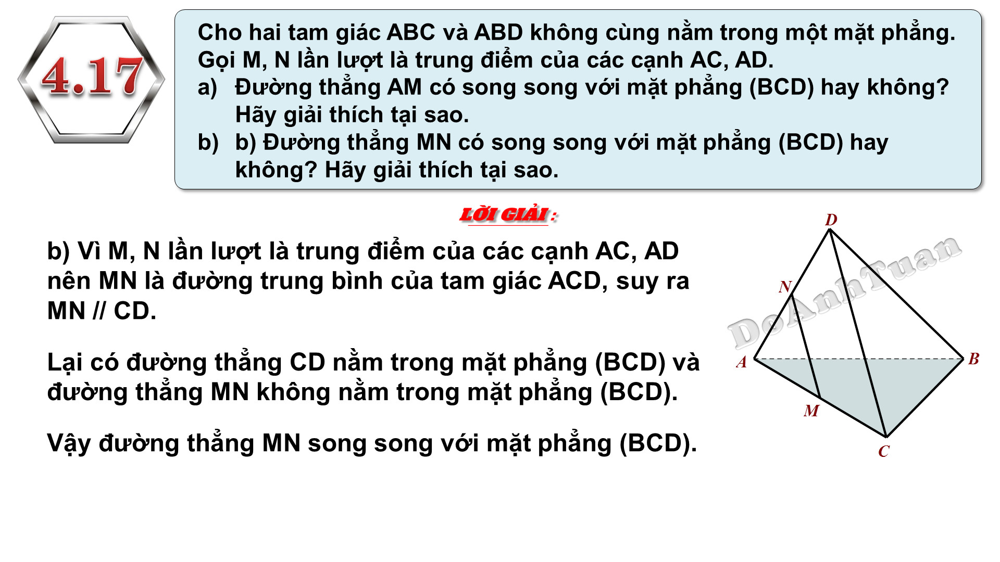 4.17
Cho hai tam giác ABC và ABD không cùng nằm trong một mặt phẳng.
Gọi M, N lần lượt là trung điểm của các cạnh AC, AD.
a) Đường thẳng AM có song song với mặt phẳng (BCD) hay không?
Hãy giải thích tại sao.
b) b) Đường thẳng MN có song song với mặt phẳng (BCD) hay
không? Hãy giải thích tại sao.
LỜI GIẢI :
b) Vì M, N lần lượt là trung điểm của các cạnh AC, AD
nên MN là đường trung bình của tam giác ACD, suy ra
MN // CD.
Lại có đường thẳng CD nằm trong mặt phẳng (BCD) và
đường thẳng MN không nằm trong mặt phẳng (BCD).
Vậy đường thẳng MN song song với mặt phẳng (BCD).
D
DoAnhTuan
N
A
B
M
C